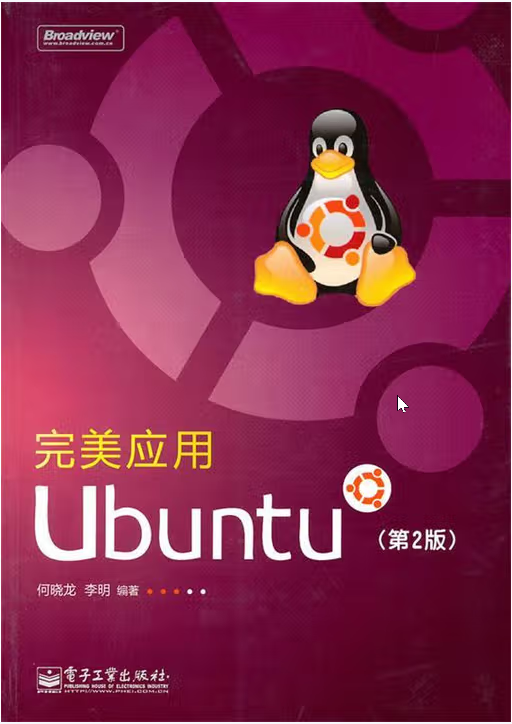 Broadview®
www.broadview.com.cn
完美应用
Ubuntu
（第2版）
何晓龙 李明 编著
電子工業出版社·
PUBLISHING HOUSE OF ELECTRONICS INDUSTRY
HTTP://WWW.PHEI.COM.CN